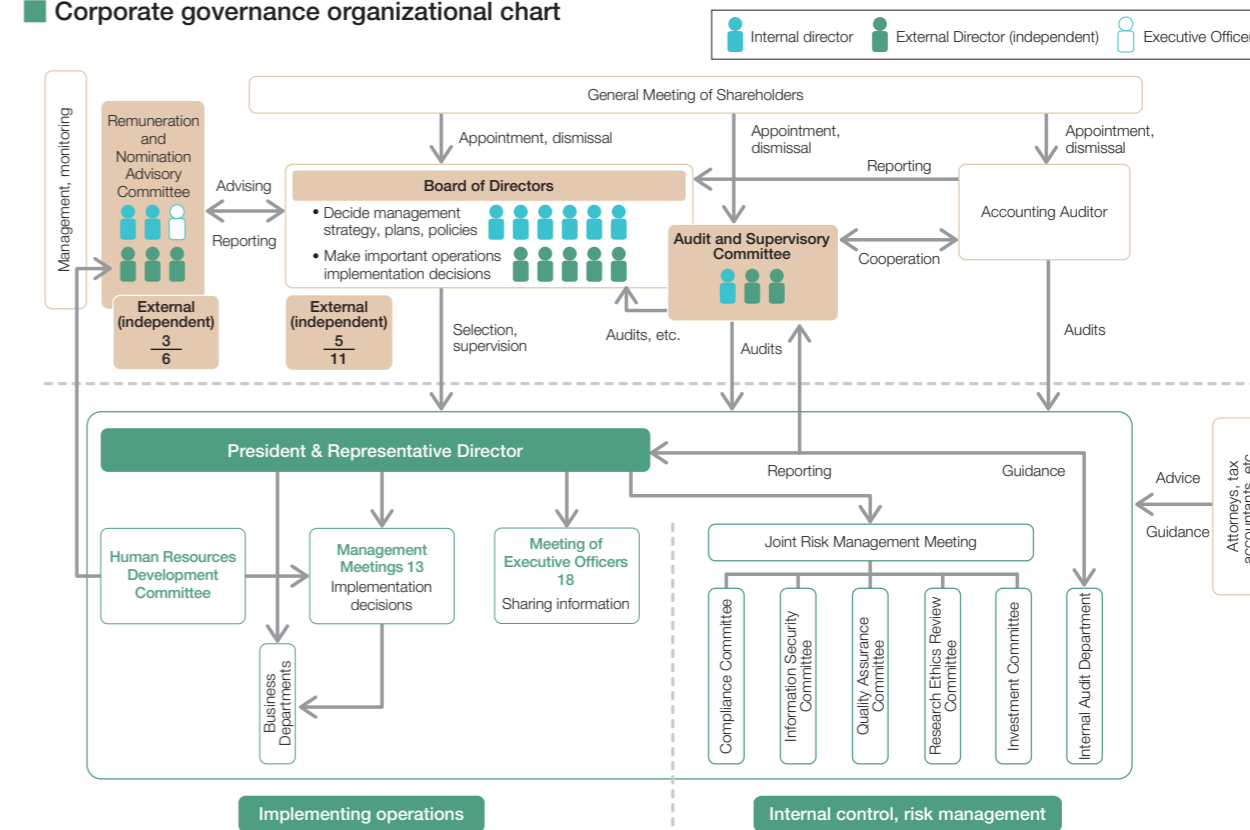 Corporate governance organizational chart
Internal director
External Director (independent)
Executive Officer
Management, monitoring
Remuneration
and
Nomination
Advisory
Committee
General Meeting of Shareholders
Appointment, dismissal
Appointment,
dismissal
Appointment,
dismissal
Advising
Reporting
Board of Directors
• Decide management
strategy, plans, policies
• Make important operations
implementation decisions
Reporting
Accounting Auditor
Audit and Supervisory
Committee
Cooperation
External
(independent)
3
6
External
(independent)
5
11
Selection,
supervision
Audits, etc.
Audits
Audits
President & Representative Director
Reporting
Guidance
Advice
Guidance
Attorneys, tax
accountants, etc.
Human Resources
Development
Committee
Management
Meetings 13
Implementation
decisions
Meeting of
Executive Officers
18
Sharing information
Joint Risk Management Meeting
Business
Departments
Compliance Committee
Information Security
Committee
Quality Assurance
Committee
Research Ethics Review
Committee
Investment Committee
Internal Audit Department
Implementing operations
Internal control, risk management